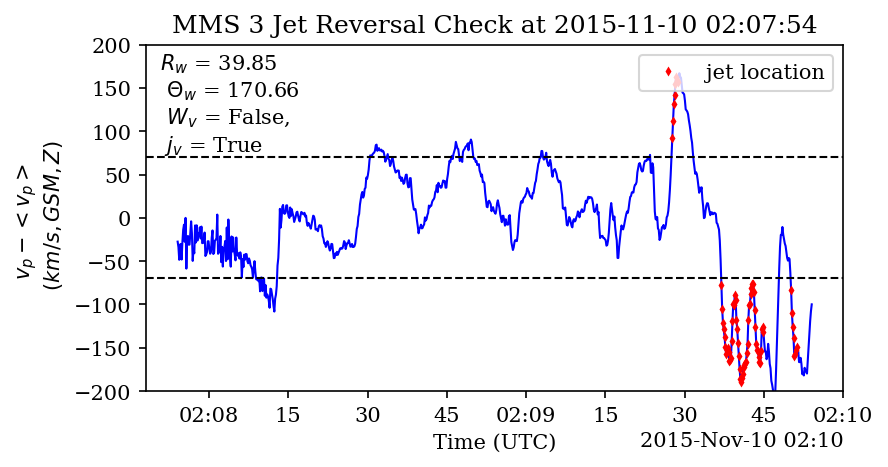 MMS 3 Jet Reversal Check at 2015-11-10 02:07:54
R_w = 39.85
Θ_w = 170.66
W_v = False,
j_v = True
jet location
v_p − < v_p >
(km/s, GSM, Z)
200
150
100
50
0
−50
−100
−150
−200
02:08 15 30 45 02:09 15 30 45 02:10
Time (UTC)
2015-Nov-10 02:10